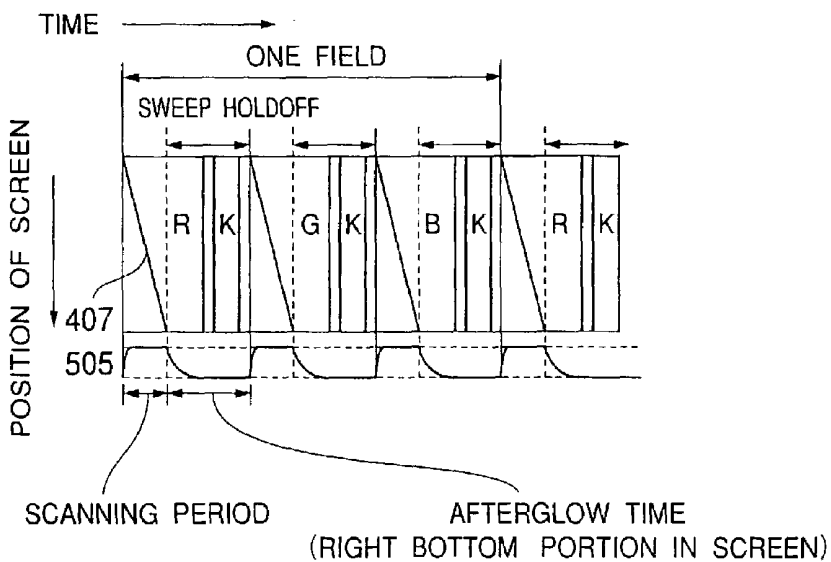 TIME
ONE FIELD
SWEEP HOLDOFF
POSITION OF SCREEN
R K G K B K R K
407
505
SCANNING PERIOD
AFTERGLOW TIME
(RIGHT BOTTOM PORTION IN SCREEN)